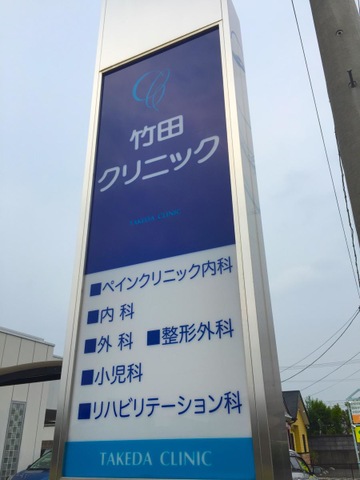 竹田
クリニック
TAKEDA CLINIC
■ペインクリニック内科
■内科
■外科 ■整形外科
■小児科
■リハビリテーション科
TAKEDA CLINIC